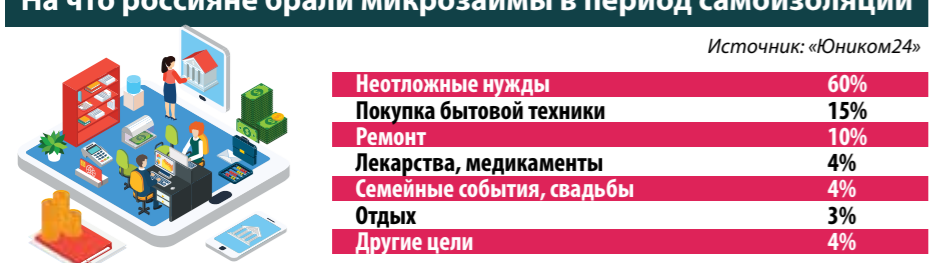 На что россияне брали микрозаймы в период самоизоляции
Источник: «Юником24»
Неотложные нужды 60%
Покупка бытовой техники 15%
Ремонт 10%
Лекарства, медикаменты 4%
Семейные события, свадьбы 4%
Отдых 3%
Другие цели 4%